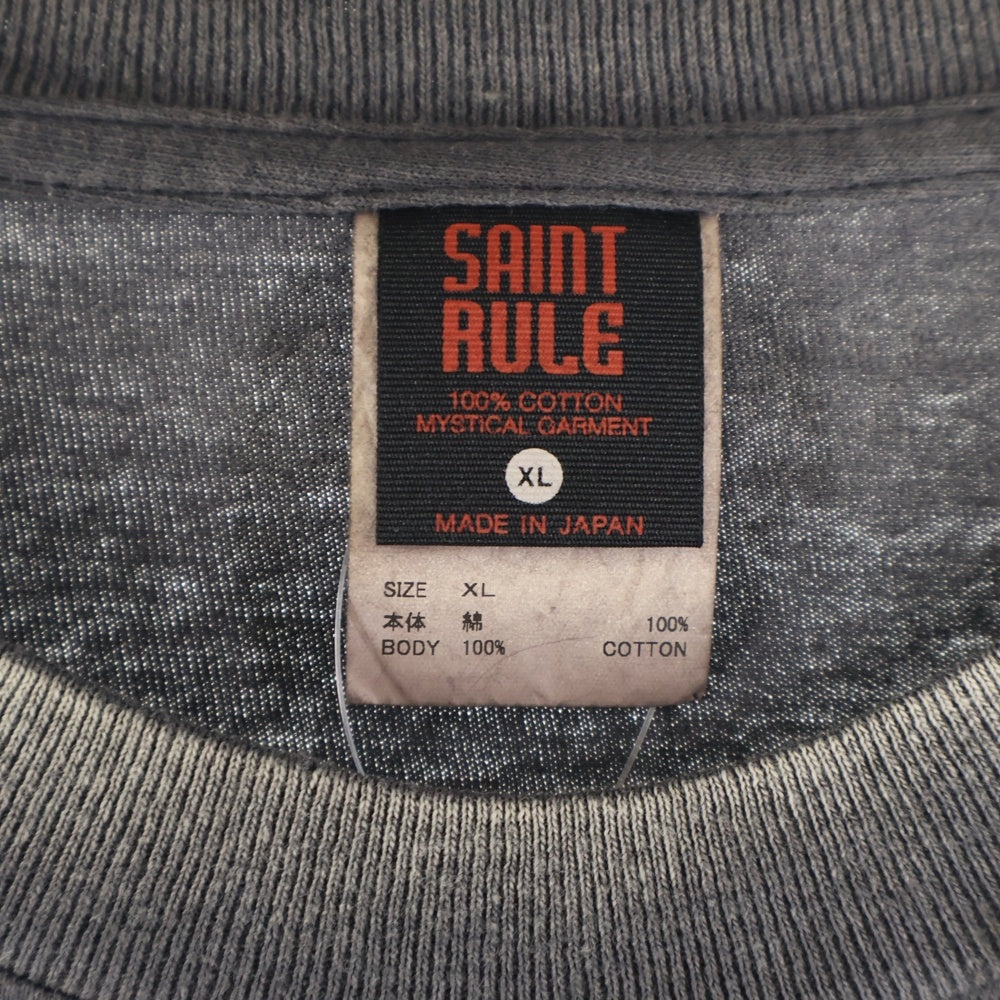 SAINT
RULE
100% COTTON
MYSTICAL GARMENT
XL
MADE IN JAPAN
SIZE XL
本体 綿 100%
BODY 100% COTTON